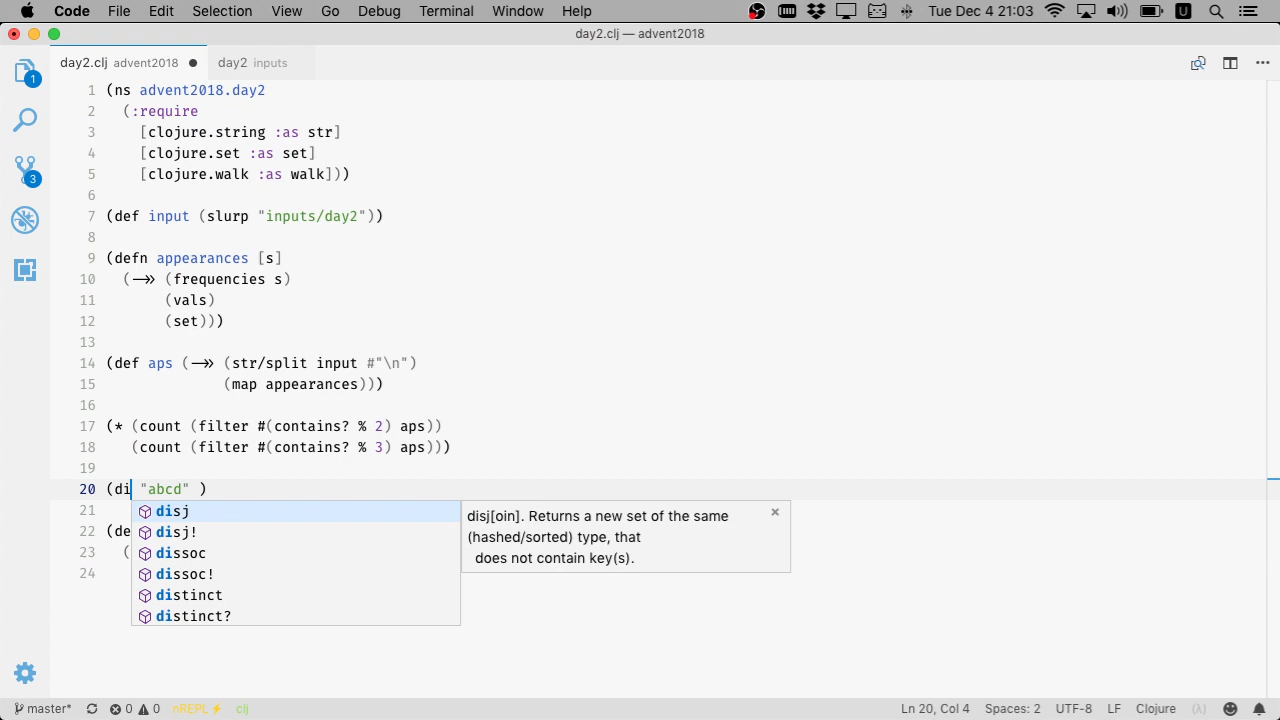 Code File Edit Selection View Go Debug Terminal Window Help Tue Dec 4 21:03 U
day2.clj — advent2018
day2.clj advent2018 day2 inputs
1 (ns advent2018.day2
2 (:require
3 [clojure.string :as str]
4 [clojure.set :as set]
5 [clojure.walk :as walk]))
6
7 (def input (slurp "inputs/day2"))
8
9 (defn appearances [s]
10 (->> (frequencies s)
11 (vals)
12 (set)))
13
14 (def aps (->> (str/split input #"\n")
15 (map appearances)))
16
17 (* (count (filter #(contains? % 2) aps))
18 (count (filter #(contains? % 3) aps)))
19
20 (di "abcd" )
21
22 (de
23 (
24
disj
disj!
dissoc
dissoc!
distinct
distinct?
disj[oin]. Returns a new set of the same
(hashed/sorted) type, that
does not contain key(s).
1
3
master* 0 0 nREPL clj Ln 20, Col 4 Spaces: 2 UTF-8 LF Clojure (λ)